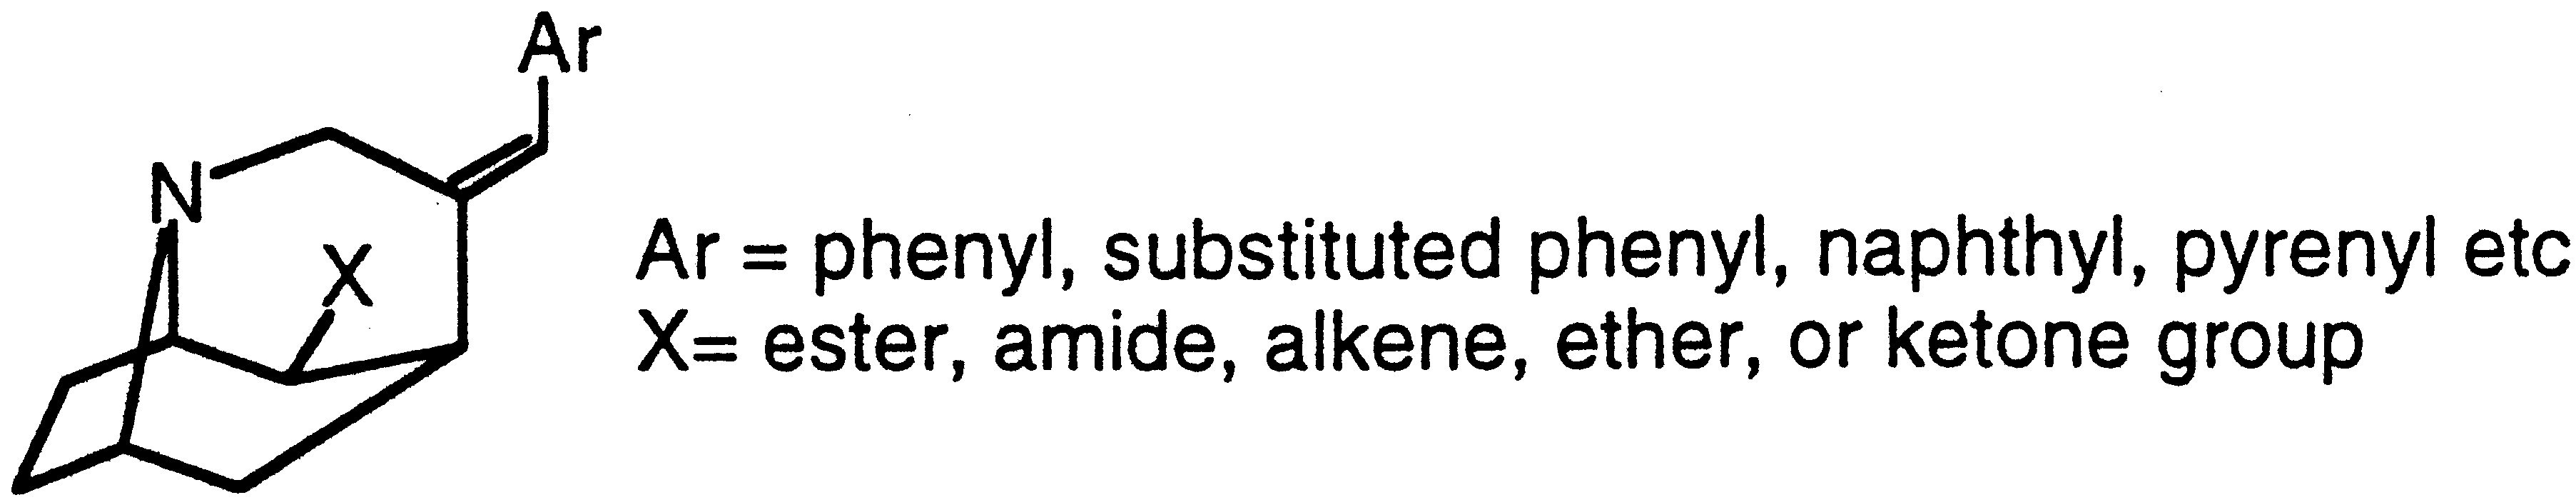 Ar
N
X
Ar = phenyl, substituted phenyl, naphthyl, pyrenyl etc
X= ester, amide, alkene, ether, or ketone group